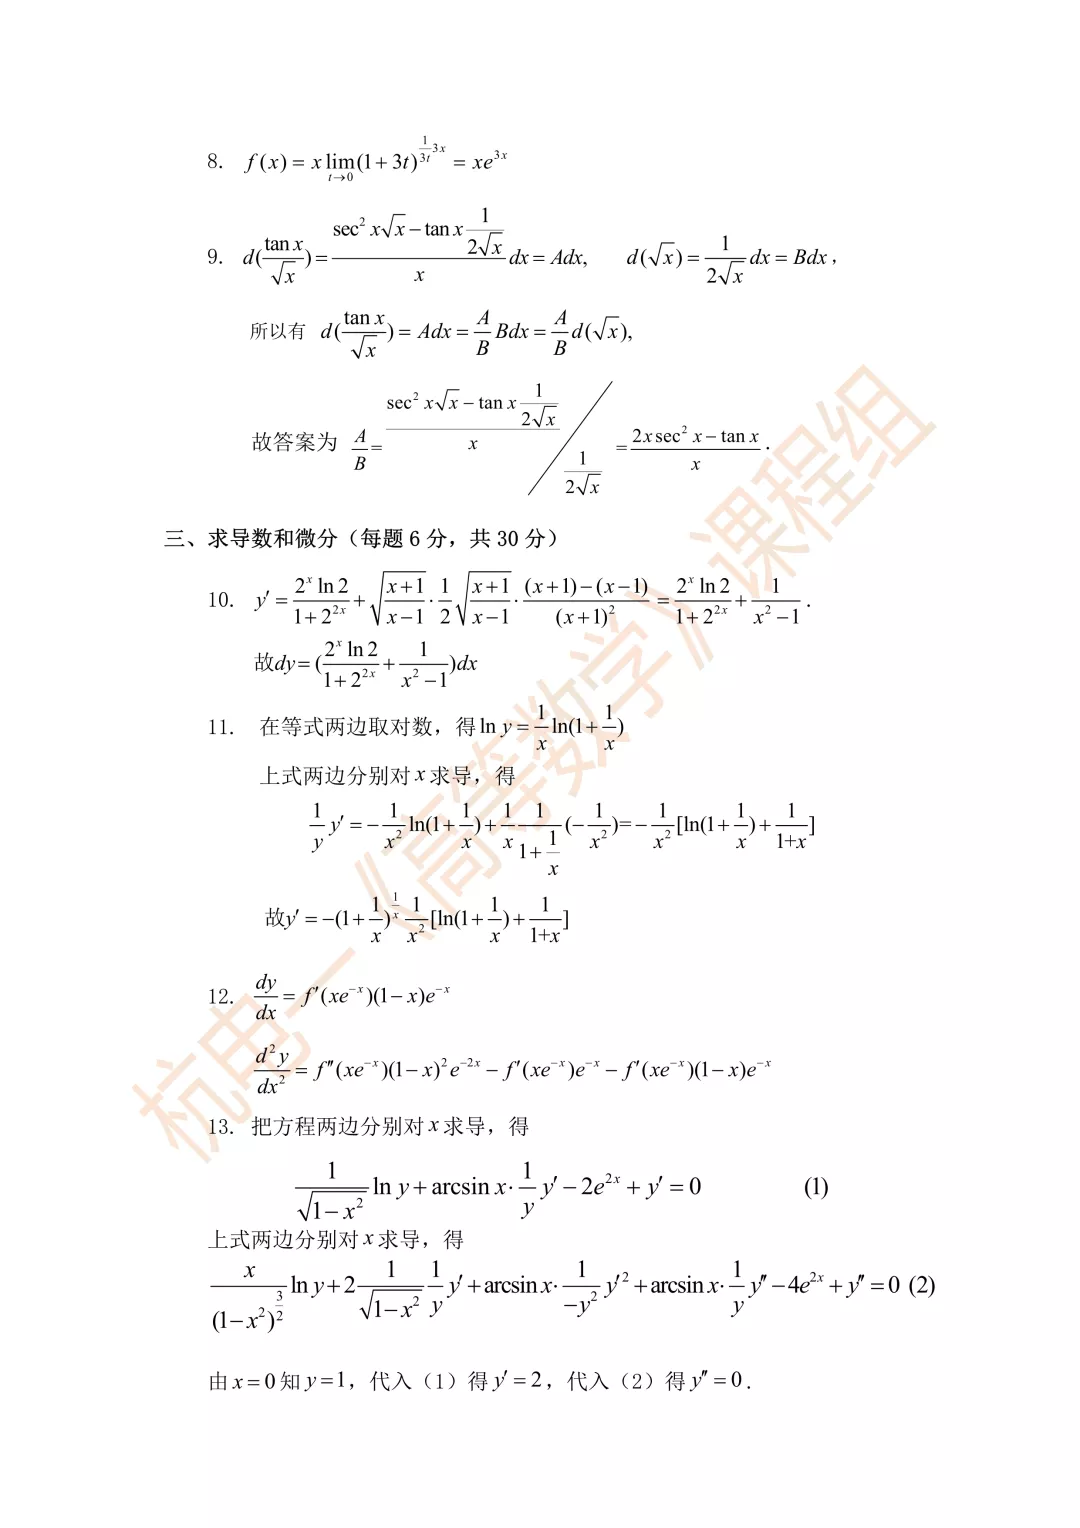 8. f(x) = x lim_{t→0} (1+3t)^{\frac{1}{3t}3x} = xe^{3x}
9. d(\frac{tan x}{\sqrt{x}}) = \frac{sec^2 x\sqrt{x} − tan x \frac{1}{2\sqrt{x}}}{x} dx = Adx, d(\sqrt{x}) = \frac{1}{2\sqrt{x}} dx = Bdx，
所以有 d(\frac{tan x}{\sqrt{x}}) = Adx = \frac{A}{B} Bdx = \frac{A}{B} d(\sqrt{x}),
故答案为 \frac{A}{B} = \frac{sec^2 x\sqrt{x} − tan x \frac{1}{2\sqrt{x}}}{x} / \frac{1}{2\sqrt{x}} = \frac{2x sec^2 x − tan x}{x}.
三、求导数和微分（每题 6 分，共 30 分）
10. y′ = \frac{2^x ln 2}{1+2^{2x}} + \sqrt{\frac{x+1}{x−1}} · \frac{1}{2} \sqrt{\frac{x+1}{x−1}} · \frac{(x+1)−(x−1)}{(x+1)^2} = \frac{2^x ln 2}{1+2^{2x}} + \frac{1}{x^2−1}.
故dy = (\frac{2^x ln 2}{1+2^{2x}} + \frac{1}{x^2−1})dx
11. 在等式两边取对数，得 ln y = \frac{1}{x} ln(1+\frac{1}{x})
上式两边分别对 x 求导，得
\frac{1}{y} y′ = −\frac{1}{x^2} ln(1+\frac{1}{x}) + \frac{1}{x} \frac{1}{1+\frac{1}{x}} (−\frac{1}{x^2}) = −\frac{1}{x^2} [ln(1+\frac{1}{x}) + \frac{1}{1+x}]
故y′ = −(1+\frac{1}{x})^{\frac{1}{x}} \frac{1}{x^2} [ln(1+\frac{1}{x}) + \frac{1}{1+x}]
12. \frac{dy}{dx} = f′(xe^{−x})(1−x)e^{−x}
\frac{d^2 y}{dx^2} = f″(xe^{−x})(1−x)^2 e^{−2x} − f′(xe^{−x})e^{−x} − f′(xe^{−x})(1−x)e^{−x}
13. 把方程两边分别对 x 求导，得
\frac{1}{\sqrt{1−x^2}} ln y + arcsin x · \frac{1}{y} y′ − 2e^{2x} + y′ = 0 (1)
上式两边分别对 x 求导，得
\frac{x}{(1−x^2)^{\frac{3}{2}}} ln y + 2 \frac{1}{\sqrt{1−x^2}} \frac{1}{y} y′ + arcsin x · \frac{1}{−y^2} y′^2 + arcsin x · \frac{1}{y} y″ − 4e^{2x} + y″ = 0 (2)
由 x = 0 知 y = 1，代入（1）得 y′ = 2，代入（2）得 y″ = 0.
杭电一《高等数学》课程组